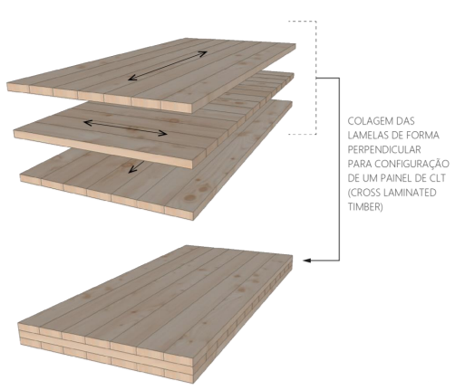 COLAGEM DAS
LAMELAS DE FORMA
PERPENDICULAR
PARA CONFIGURAÇÃO
DE UM PAINEL DE CLT
(CROSS LAMINATED
TIMBER)